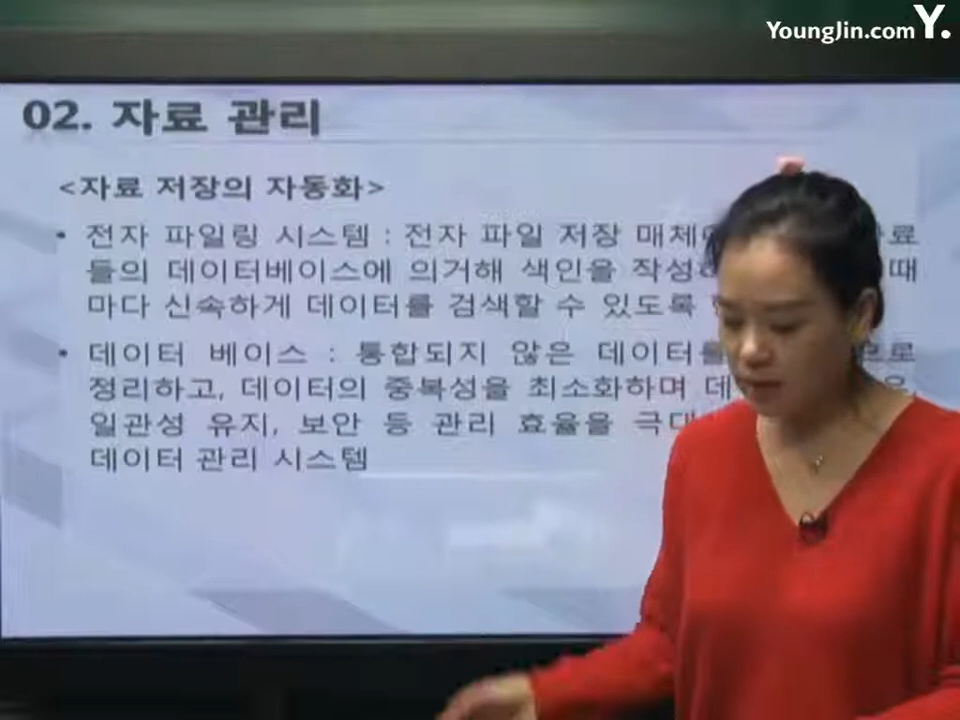 YoungJin.com Y.
02. 자료 관리
<자료 저장의 자동화>
• 전자 파일링 시스템 : 전자 파일 저장 매체
들의 데이터베이스에 의거해 색인을 때
마다 신속하게 데이터를 검색할 수 있도록
• 데이터 베이스 : 통합되지 않은 데이터를
정리하고, 데이터의 중복성을 최소화하며
일관성 유지, 보안 등 관리 효율을
데이터 관리 시스템